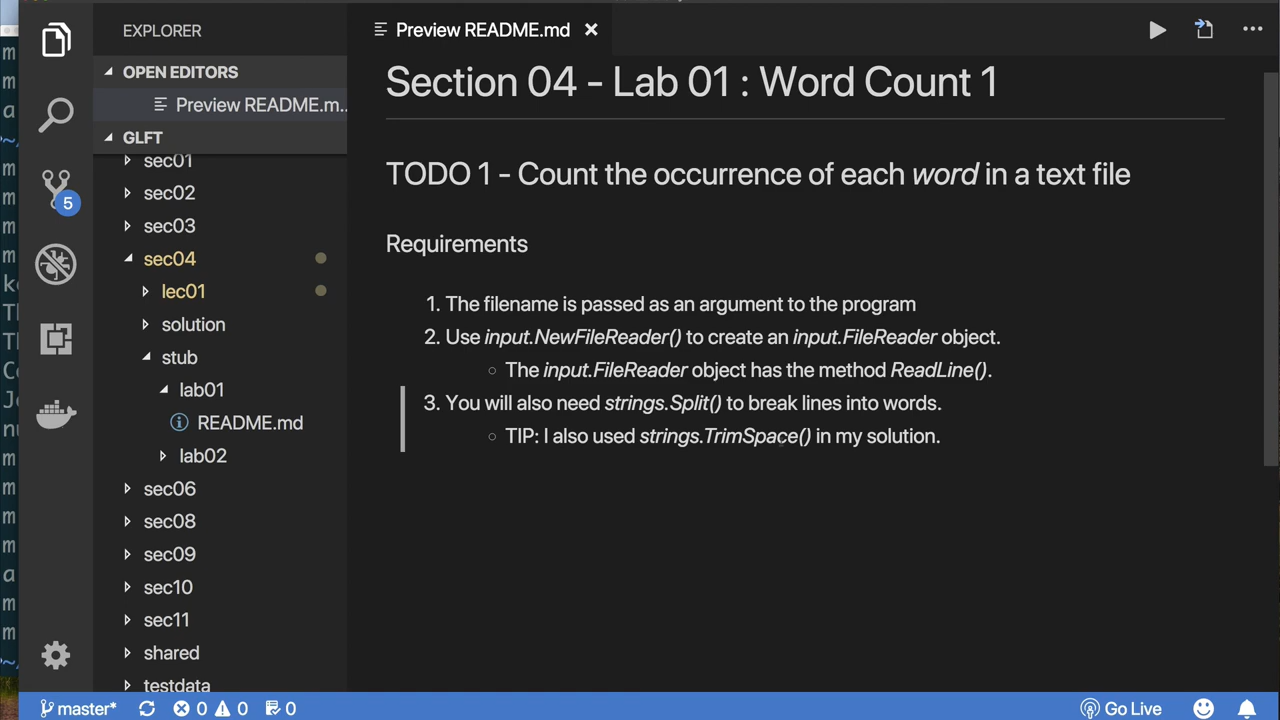 EXPLORER
Preview README.md
OPEN EDITORS
Preview README.m...
GLFT
sec01
sec02
sec03
sec04
lec01
solution
stub
lab01
README.md
lab02
sec06
sec08
sec09
sec10
sec11
shared
testdata
5
Section 04 - Lab 01 : Word Count 1
TODO 1 - Count the occurrence of each word in a text file
Requirements
1. The filename is passed as an argument to the program
2. Use input.NewFileReader() to create an input.FileReader object.
The input.FileReader object has the method ReadLine().
3. You will also need strings.Split() to break lines into words.
TIP: I also used strings.TrimSpace() in my solution.
master*
0
0
0
Go Live